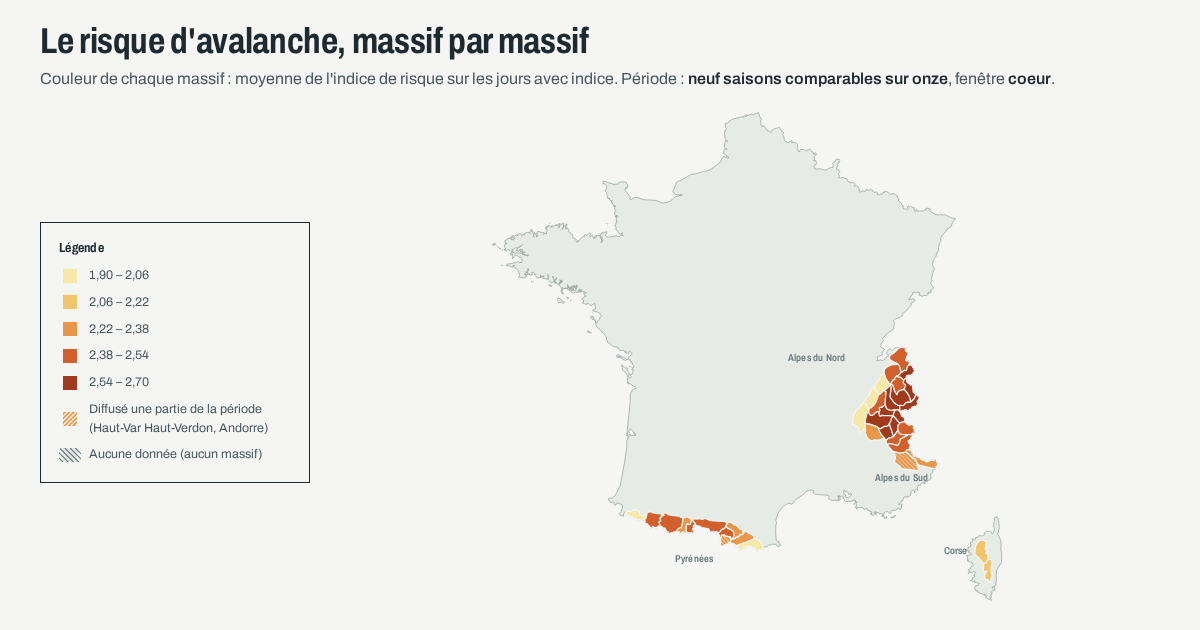 Le risque d'avalanche, massif par massif
Couleur de chaque massif : moyenne de l'indice de risque sur les jours avec indice. Période : neuf saisons comparables sur onze, fenêtre coeur.
Légende
1,90 – 2,06
2,06 – 2,22
2,22 – 2,38
2,38 – 2,54
2,54 – 2,70
Diffusé une partie de la période
(Haut-Var Haut-Verdon, Andorre)
Aucune donnée (aucun massif)
Alpes du Nord
Alpes du Sud
Corse
Pyrénées